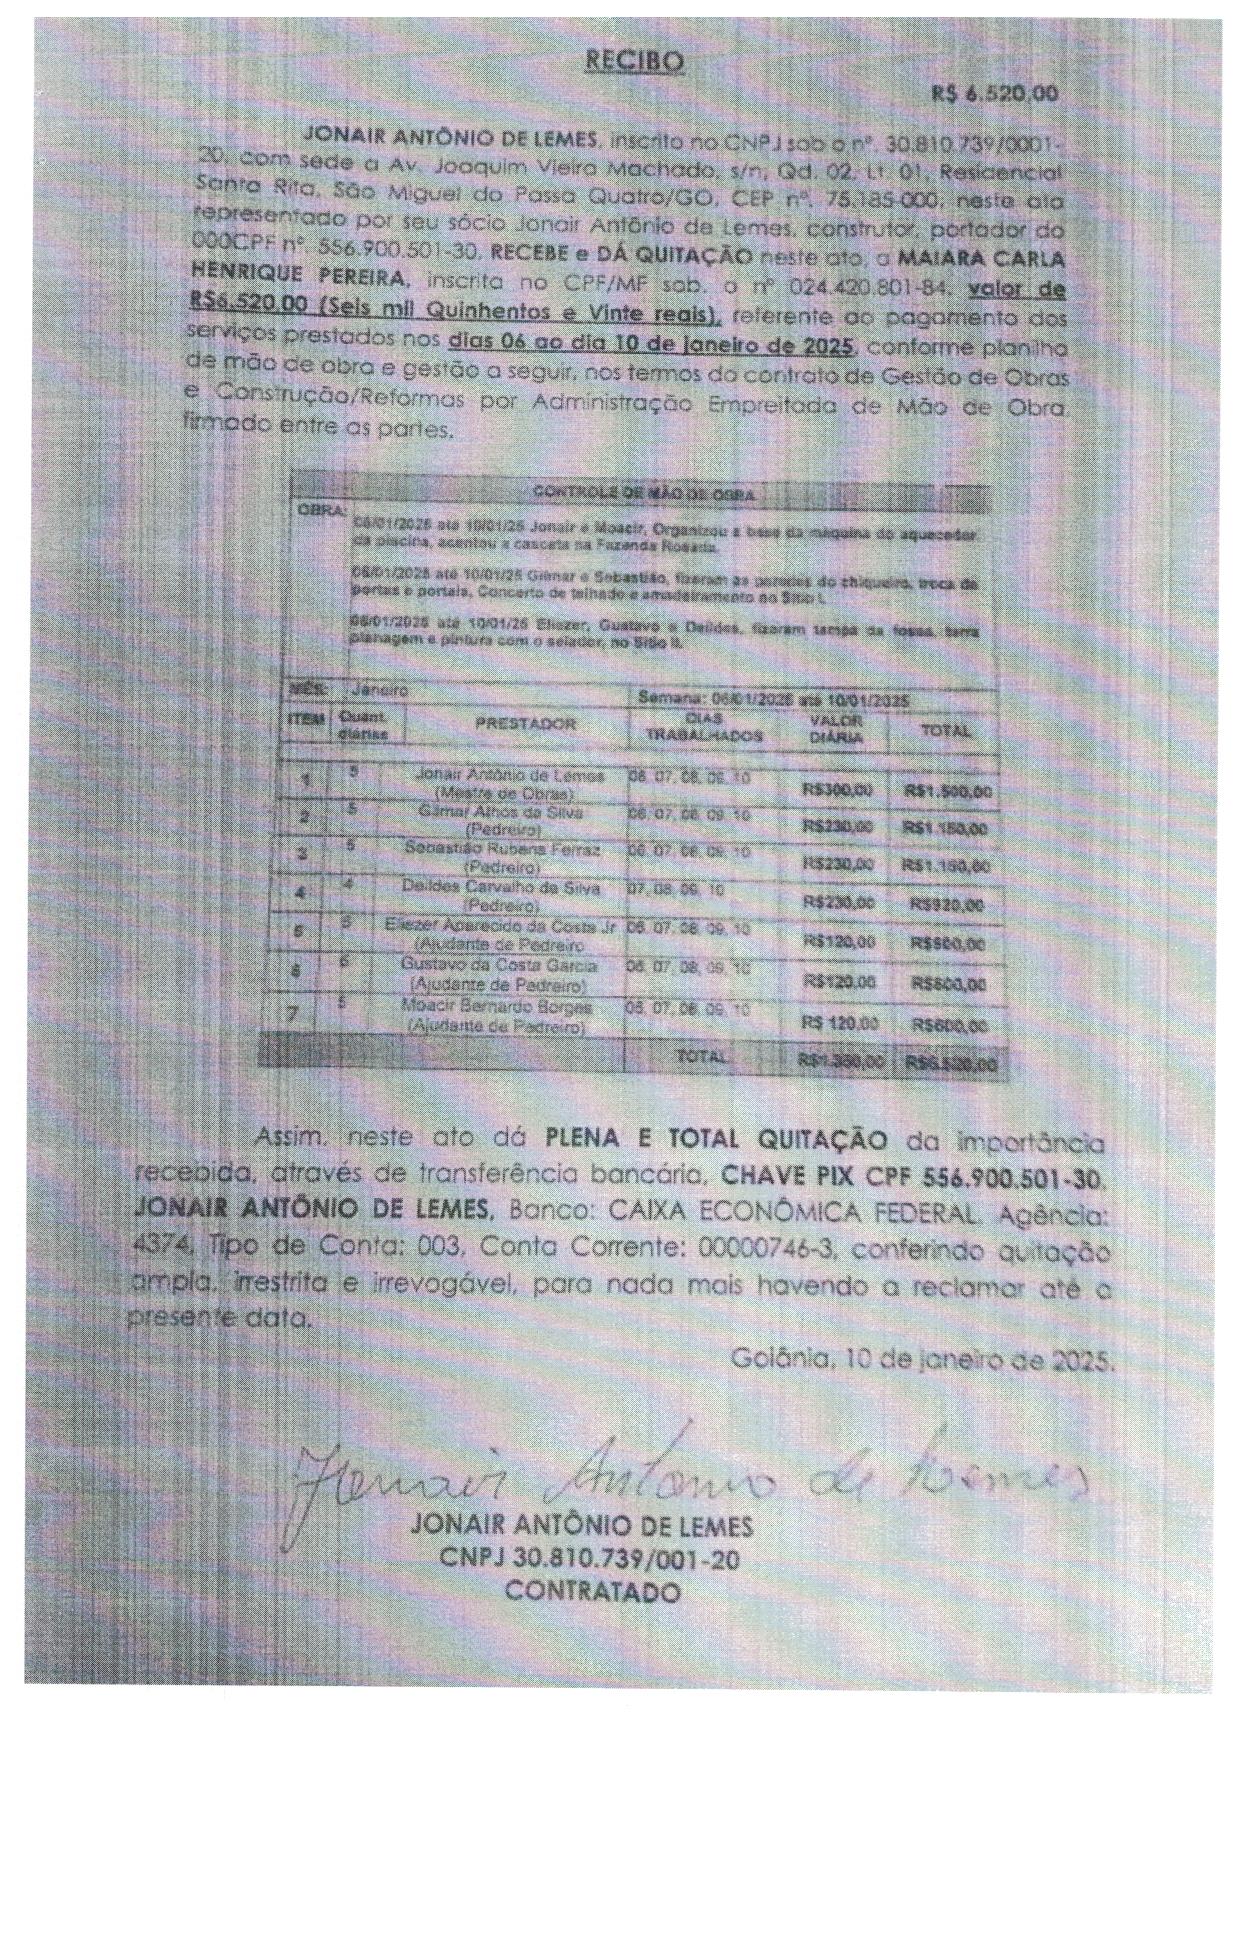 RECIBO
R$ 6.520,00
JONAIR ANTÔNIO DE LEMES, inscrito no CNPJ sob o nº. 30.810.739/0001-
20, com sede a Av. Joaquim Vieira Machado, s/n, Qd. 02, Lt. 01, Residencial
Santa Rita, São Miguel do Passa Quatro/GO, CEP nº. 75.185-000, neste ato
representado por seu sócio Jonair Antônio de Lemes, construtor, portador do
000CPF nº. 556.900.501-30, RECEBE e DÁ QUITAÇÃO neste ato, a MAIARA CARLA
HENRIQUE PEREIRA, inscrita no CPF/MF sob. o nº 024.420.801-84, valor de
R$6.520,00 (Seis mil Quinhentos e Vinte reais), referente ao pagamento dos
serviços prestados nos dias 06 ao dia 10 de janeiro de 2025, conforme planilha
de mão de obra e gestão a seguir, nos termos do contrato de Gestão de Obras
e Construção/Reformas por Administração Empreitada de Mão de Obra,
firmado entre as partes.
CONTROLE DE MÃO DE OBRA
OBRA: 06/01/2025 até 10/01/25 Jonair e Moacir, Organizou a base da máquina do aquecedor
da piscina, acentou a cascata na Fazenda Rosada.
06/01/2025 até 10/01/25 Gilmar e Sebastião, fizeram as paredes do chiqueiro, troca de
portas e portais, Concerto de telhado e amadeiramento no Sítio I.
06/01/2025 até 10/01/25 Eliezer, Gustavo e Deildes, fizaram tampa da fossa, terra
planagem e pintura com o selador, no Sítio II.
MÊS: Janeiro Semana: 06/01/2025 até 10/01/2025
ITEM Quant. diárias PRESTADOR DIAS TRABALHADOS VALOR DIÁRIA TOTAL
1 5 Jonair Antônio de Lemes (Mestre de Obras) 06, 07, 08, 09, 10 R$300,00 R$1.500,00
2 5 Athos da Silva (Pedreiro) 06, 07, 08, 09, 10 R$230,00 R$1.150,00
3 5 Sebastião Rubens Ferraz (Pedreiro) 06, 07, 08, 09, 10 R$230,00 R$1.150,00
4 4 Deildes Carvalho da Silva (Pedreiro) 07, 08, 09, 10 R$230,00 R$920,00
5 5 Eliezer Aparecido da Costa Jr (Ajudante de Pedreiro 06, 07, 08, 09, 10 R$120,00 R$600,00
6 5 Gustavo da Costa Garcia (Ajudante de Pedreiro) 06, 07, 08, 09, 10 R$120,00 R$600,00
7 5 Moacir Bernardo Borges (Ajudante de Pedreiro) 06, 07, 08, 09, 10 R$ 120,00 R$600,00
TOTAL R$1.350,00 R$6.520,00
Assim, neste ato dá PLENA E TOTAL QUITAÇÃO da importância
recebida, através de transferência bancária, CHAVE PIX CPF 556.900.501-30,
JONAIR ANTÔNIO DE LEMES, Banco: CAIXA ECONÔMICA FEDERAL, Agência:
4374, Tipo de Conta: 003, Conta Corrente: 00000746-3, conferindo quitação
ampla, irrestrita e irrevogável, para nada mais havendo a reclamar até a
presente data.
Goiânia, 10 de janeiro de 2025.
Jonair Antonio de Lemes
JONAIR ANTÔNIO DE LEMES
CNPJ 30.810.739/001-20
CONTRATADO